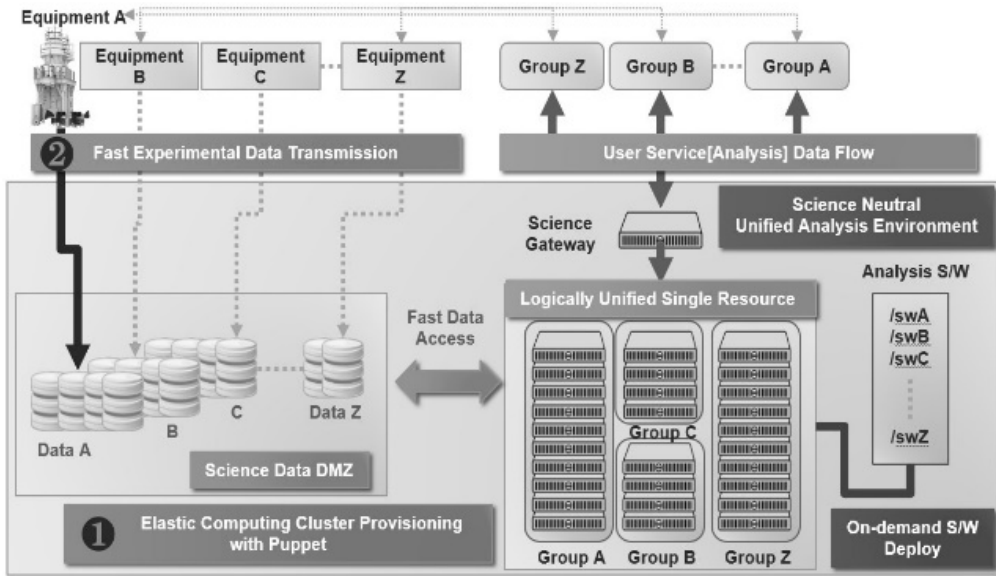 Equipment A
Equipment
B
Equipment
C
Equipment
Z
Group Z
Group B
Group A
2
Fast Experimental Data Transmission
User Service[Analysis] Data Flow
Science Neutral
Unified Analysis Environment
Science
Gateway
Analysis S/W
Logically Unified Single Resource
/swA
/swB
/swC
/swZ
Fast Data
Access
Data A
B
C
Data Z
Group C
Science Data DMZ
1
Elastic Computing Cluster Provisioning
with Puppet
Group A
Group B
Group Z
On-demand S/W
Deploy